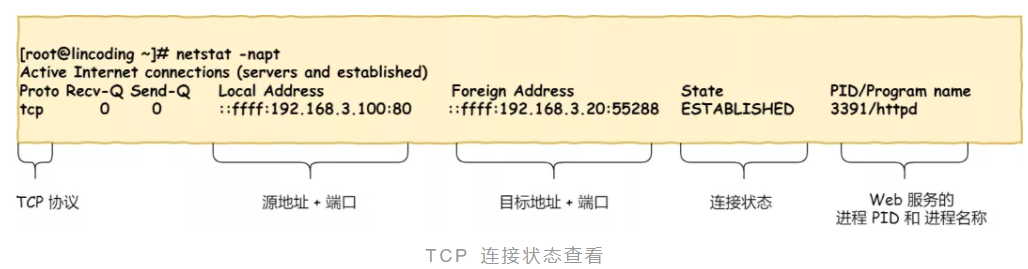 [root@lincoding ~]# netstat -napt
Active Internet connections (servers and established)
Proto Recv-Q Send-Q Local Address Foreign Address State PID/Program name
tcp 0 0 ::ffff:192.168.3.100:80 ::ffff:192.168.3.20:55288 ESTABLISHED 3391/httpd
TCP 协议 源地址 + 端口 目标地址 + 端口 连接状态 Web 服务的
进程 PID 和 进程名称
TCP 连接状态查看